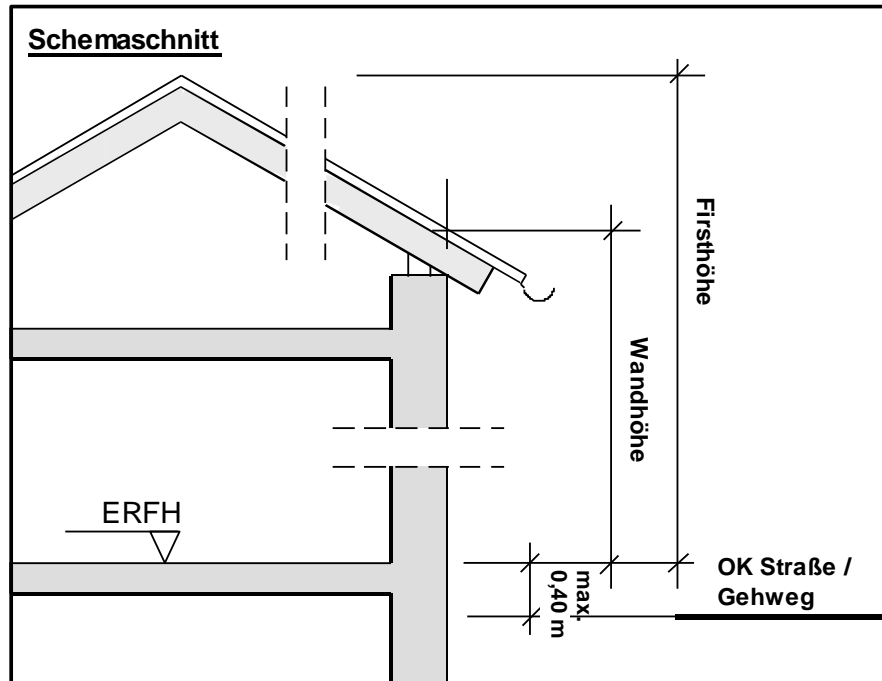 Schemaschnitt
Firsthöhe
Wandhöhe
ERFH
max.
0,40 m
OK Straße /
Gehweg